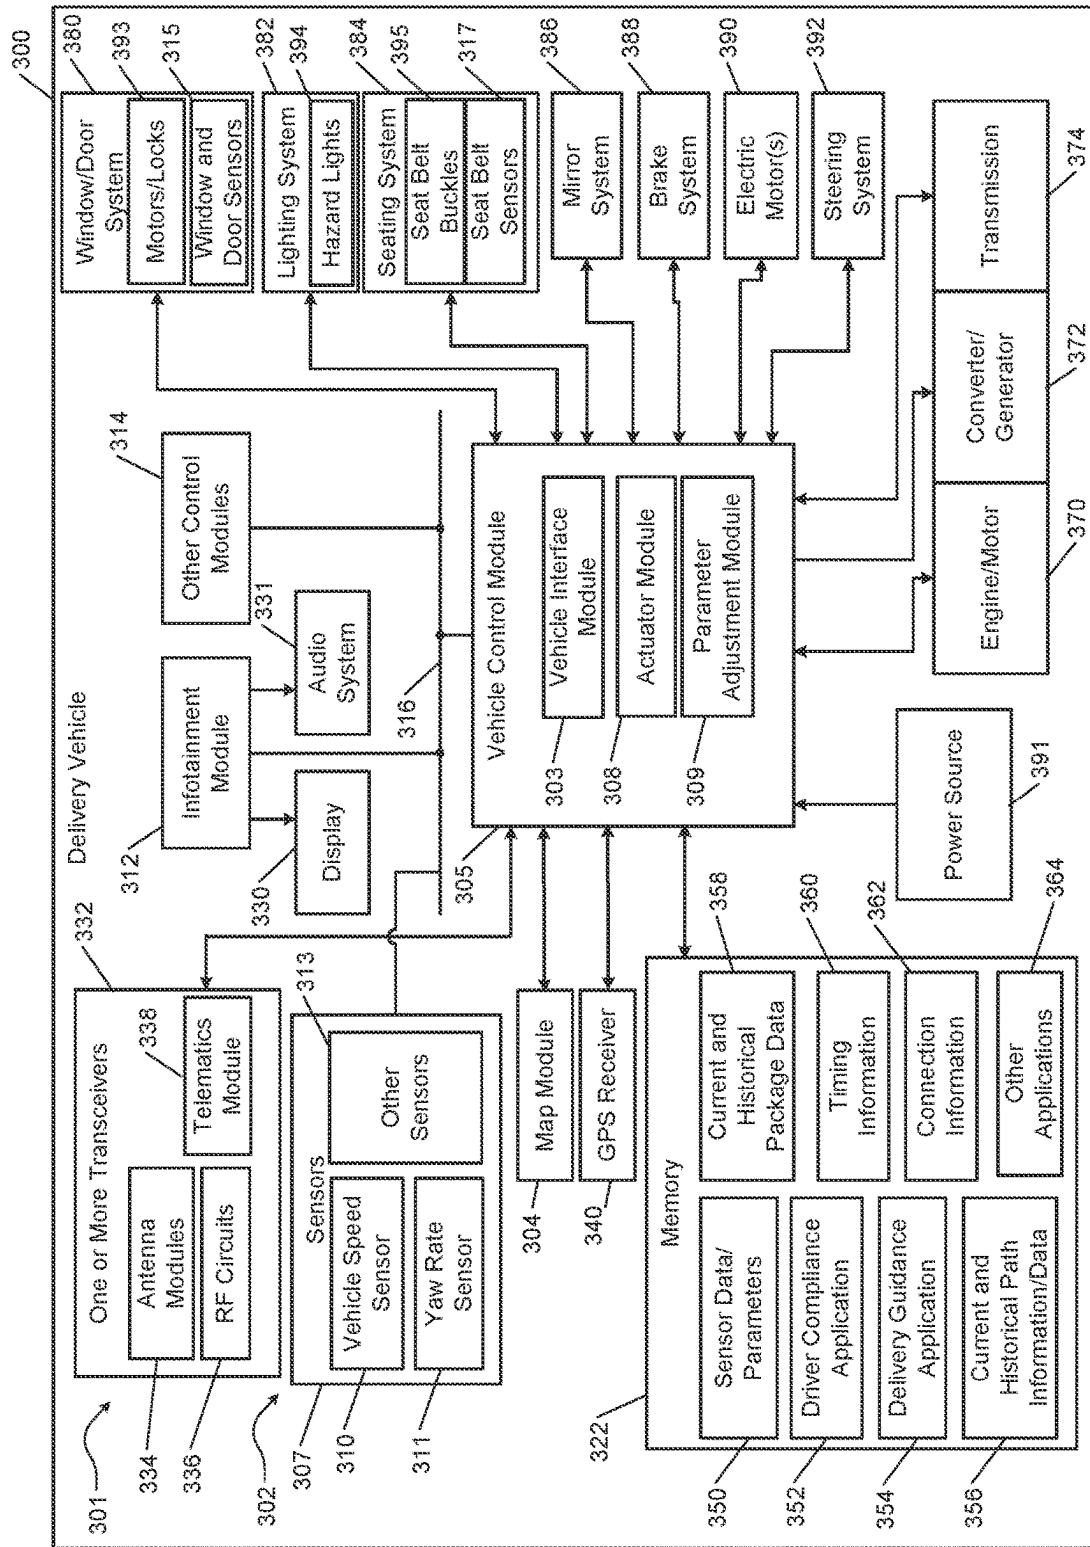 Delivery Vehicle
300
301
One or More Transceivers
332
334
Antenna
Modules
336
RF Circuits
338
Telematics
Module
302
307
Sensors
313
310
Vehicle Speed
Sensor
311
Yaw Rate
Sensor
Other
Sensors
304
Map Module
340
GPS Receiver
312
Infotainment
Module
330
Display
331
Audio
System
314
Other Control
Modules
316
305
Vehicle Control Module
303
Vehicle Interface
Module
308
Actuator Module
309
Parameter
Adjustment Module
Window/Door
System
380
Motors/Locks
393
Window and
Door Sensors
315
Lighting System
382
Hazard Lights
394
Seating System
384
Seat Belt
Buckles
395
Seat Belt
Sensors
317
Mirror
System
386
Brake
System
388
Electric
Motor(s)
390
Steering
System
392
322
Memory
350
Sensor Data/
Parameters
352
Driver Compliance
Application
354
Delivery Guidance
Application
356
Current and
Historical Path
Information/Data
358
Current and
Historical
Package Data
360
Timing
Information
362
Connection
Information
364
Other
Applications
Power Source
391
Engine/Motor
370
Converter/
Generator
372
Transmission
374